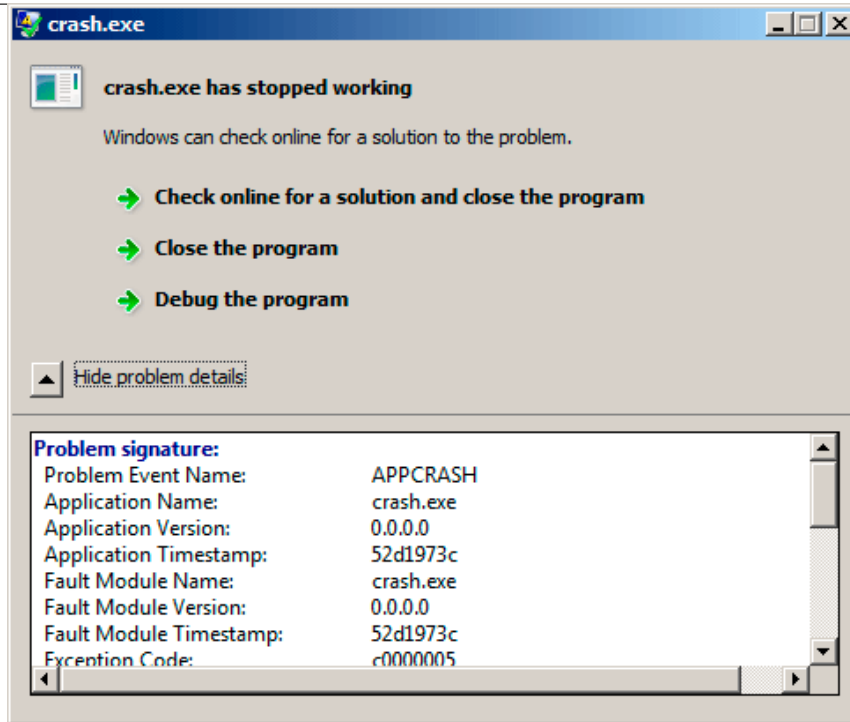 crash.exe
crash.exe has stopped working
Windows can check online for a solution to the problem.
Check online for a solution and close the program
Close the program
Debug the program
Hide problem details
Problem signature:
Problem Event Name: APPCRASH
Application Name: crash.exe
Application Version: 0.0.0.0
Application Timestamp: 52d1973c
Fault Module Name: crash.exe
Fault Module Version: 0.0.0.0
Fault Module Timestamp: 52d1973c
Exception Code: c0000005